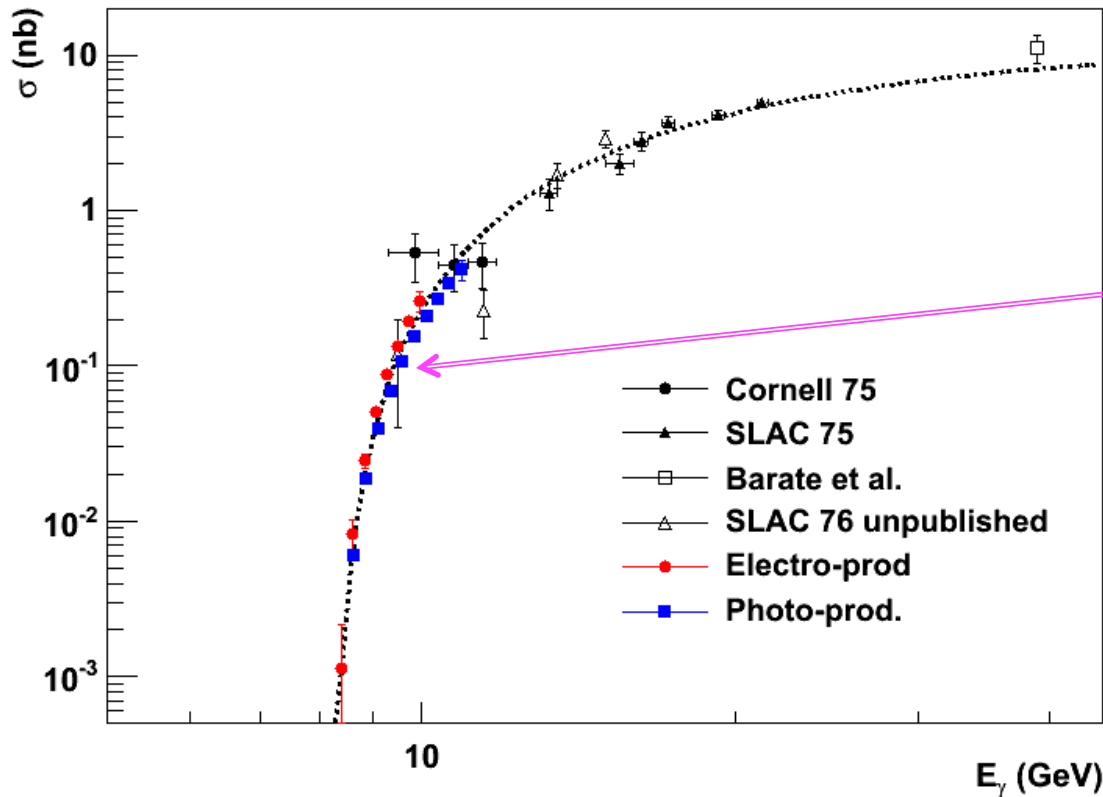 σ (nb)
10
1
10⁻¹
10⁻²
10⁻³
Cornell 75
SLAC 75
Barate et al.
SLAC 76 unpublished
Electro-prod
Photo-prod.
10
E_γ (GeV)